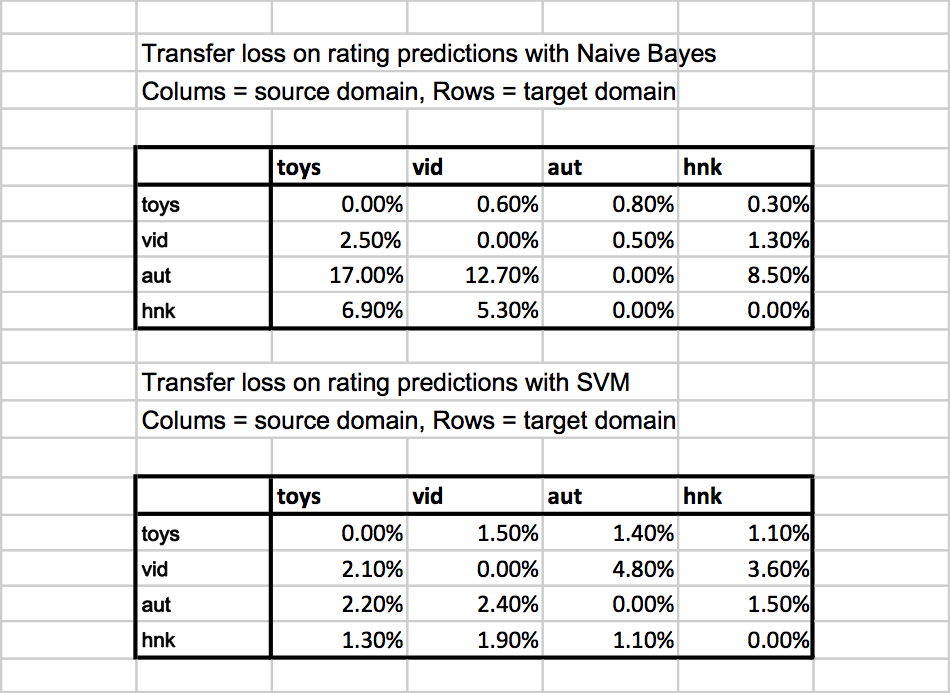 Transfer loss on rating predictions with Naive Bayes
Colums = source domain, Rows = target domain
toys vid aut hnk
toys 0.00% 0.60% 0.80% 0.30%
vid 2.50% 0.00% 0.50% 1.30%
aut 17.00% 12.70% 0.00% 8.50%
hnk 6.90% 5.30% 0.00% 0.00%
Transfer loss on rating predictions with SVM
Colums = source domain, Rows = target domain
toys vid aut hnk
toys 0.00% 1.50% 1.40% 1.10%
vid 2.10% 0.00% 4.80% 3.60%
aut 2.20% 2.40% 0.00% 1.50%
hnk 1.30% 1.90% 1.10% 0.00%